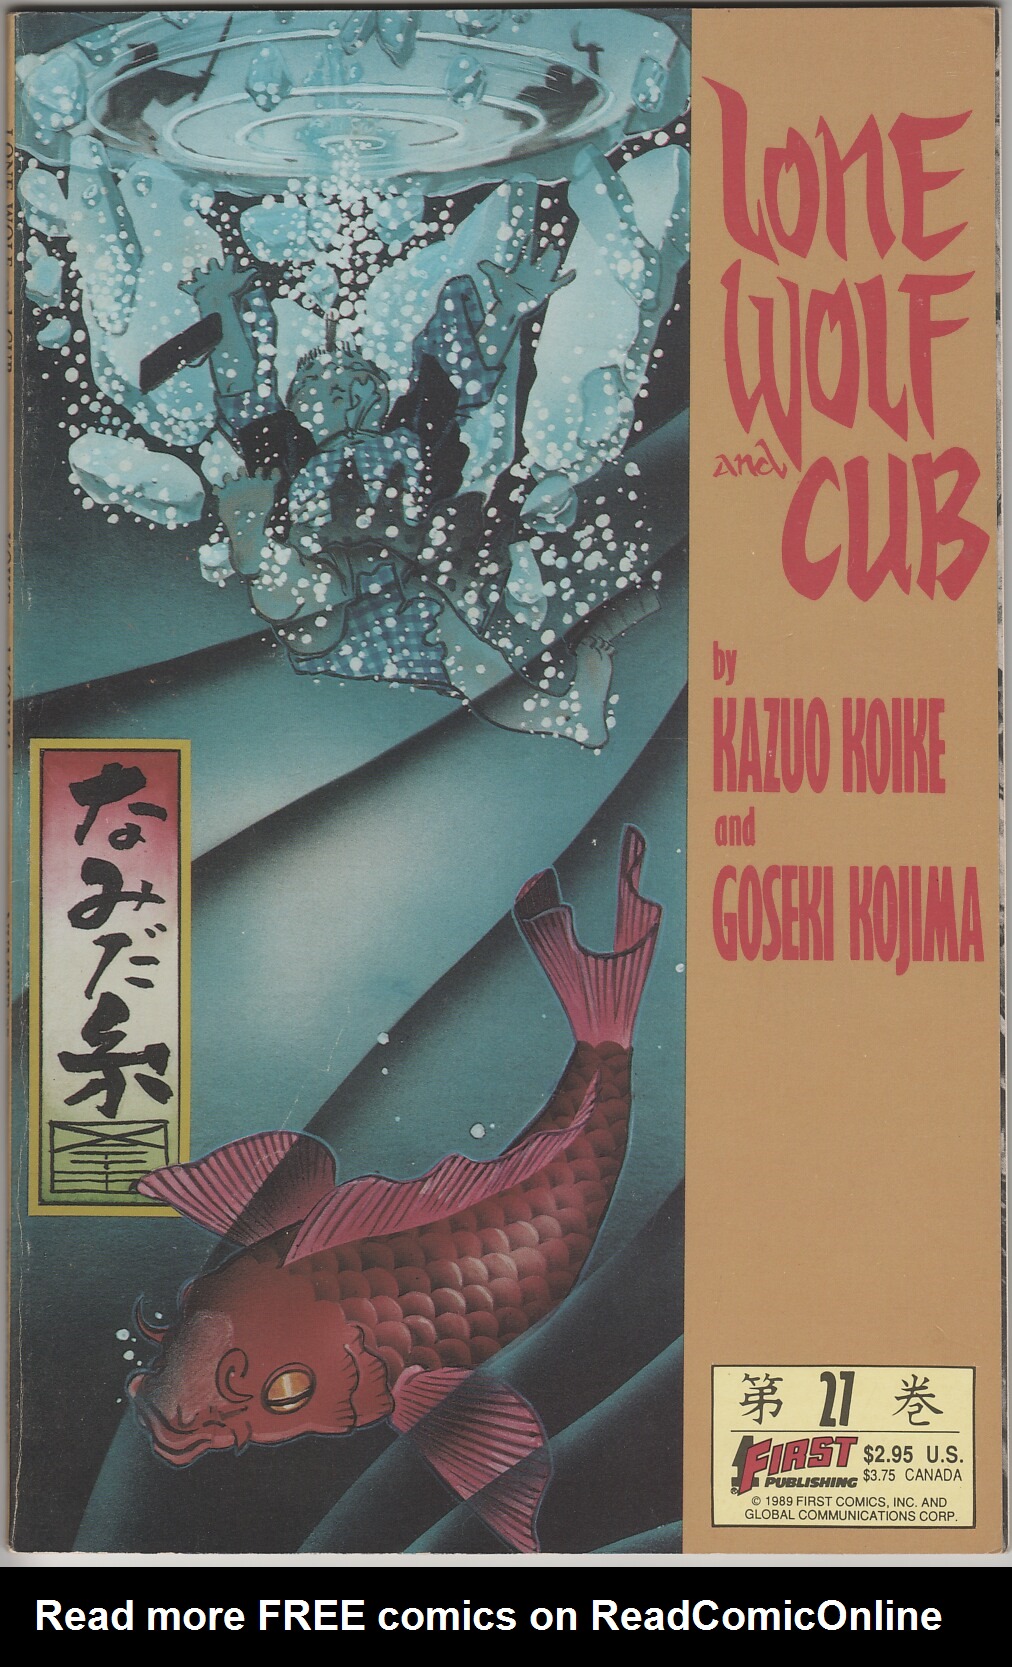 LONE
WOLF
and CUB
by
KAZUO KOIKE
and
GOSEKI KOJIMA
なみだ糸
第 27 巻
FIRST
PUBLISHING
®
$2.95 U.S.
$3.75 CANADA
© 1989 FIRST COMICS, INC. AND
GLOBAL COMMUNICATIONS CORP.
Read more FREE comics on ReadComicOnline